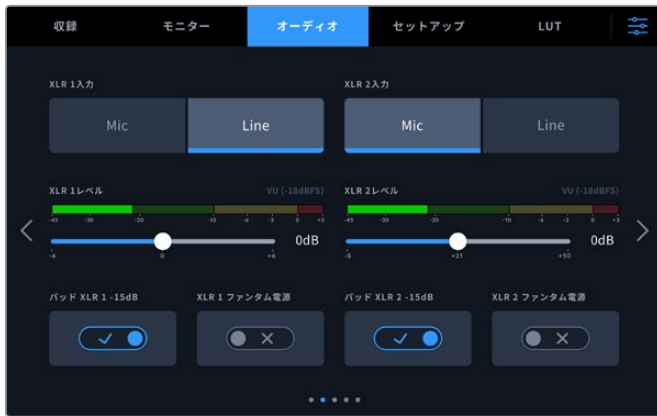 収録 モニター オーディオ セットアップ LUT
XLR 1入力 XLR 2入力
Mic Line Mic Line
XLR 1レベル VU (-18dBFS) XLR 2レベル VU (-18dBFS)
-45 -30 -20 -10 -6 -3 0 +3 -45 -30 -20 -10 -6 -3 0 +3
0dB 0dB
-6 0 +6 -8 +21 +50
パッド XLR 1 -15dB XLR 1 ファンタム電源 パッド XLR 2 -15dB XLR 2 ファンタム電源